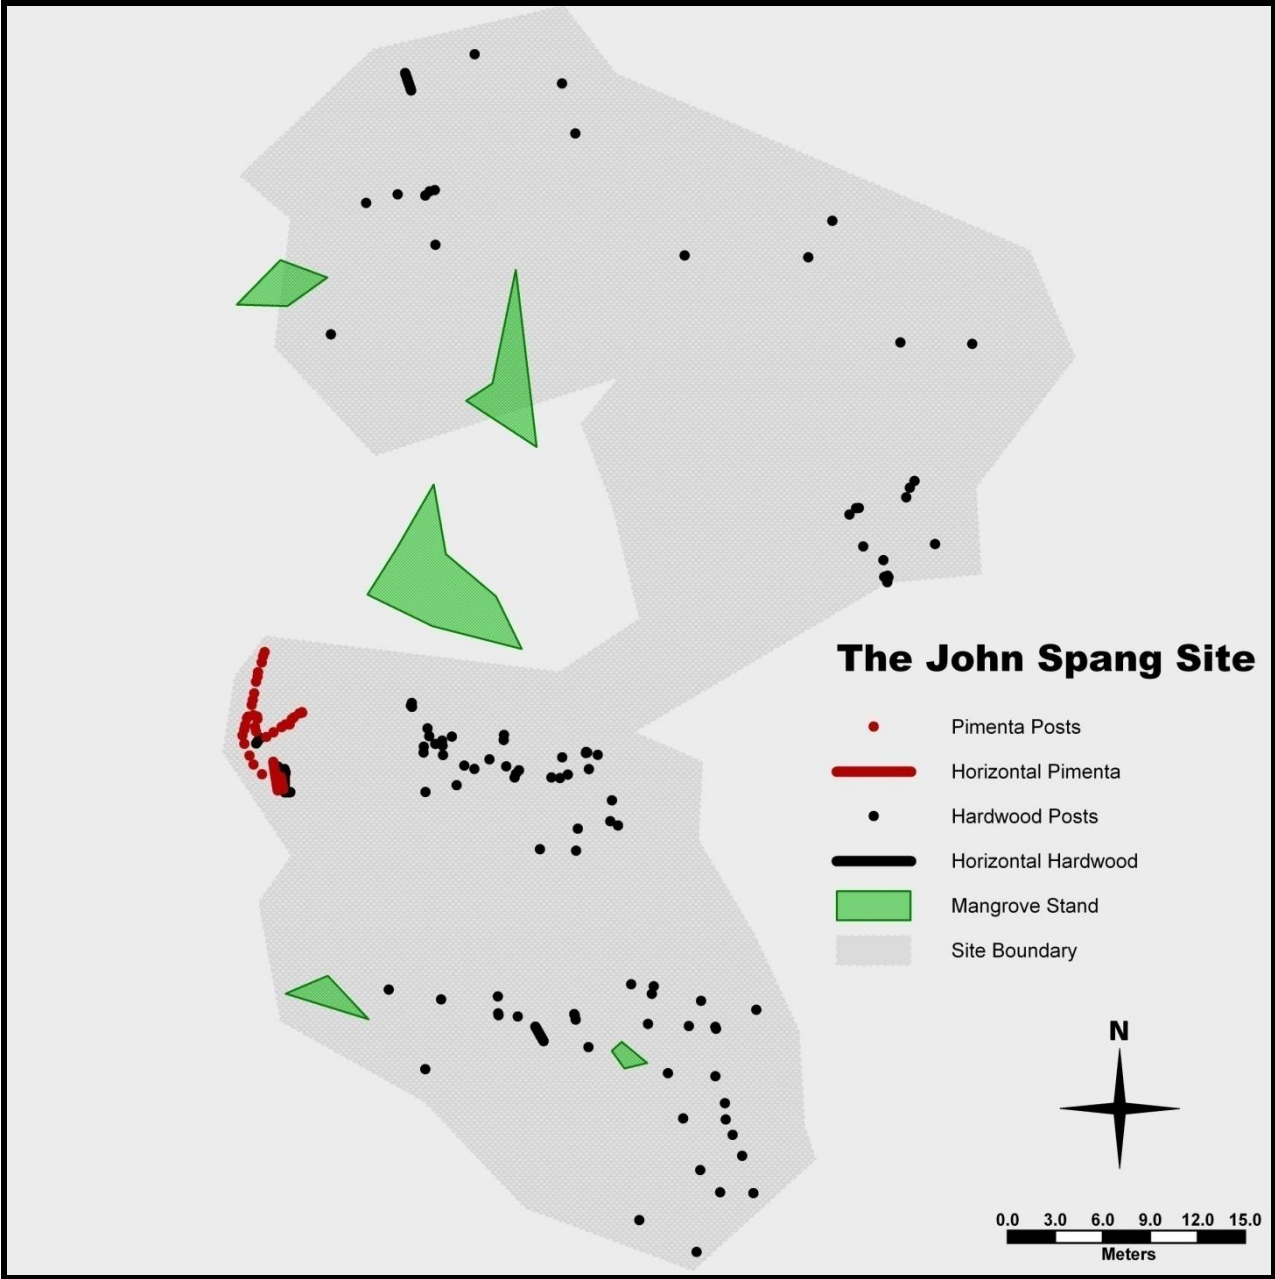 The John Spang Site
Pimenta Posts
Horizontal Pimenta
Hardwood Posts
Horizontal Hardwood
Mangrove Stand
Site Boundary
N
0.0 3.0 6.0 9.0 12.0 15.0
Meters